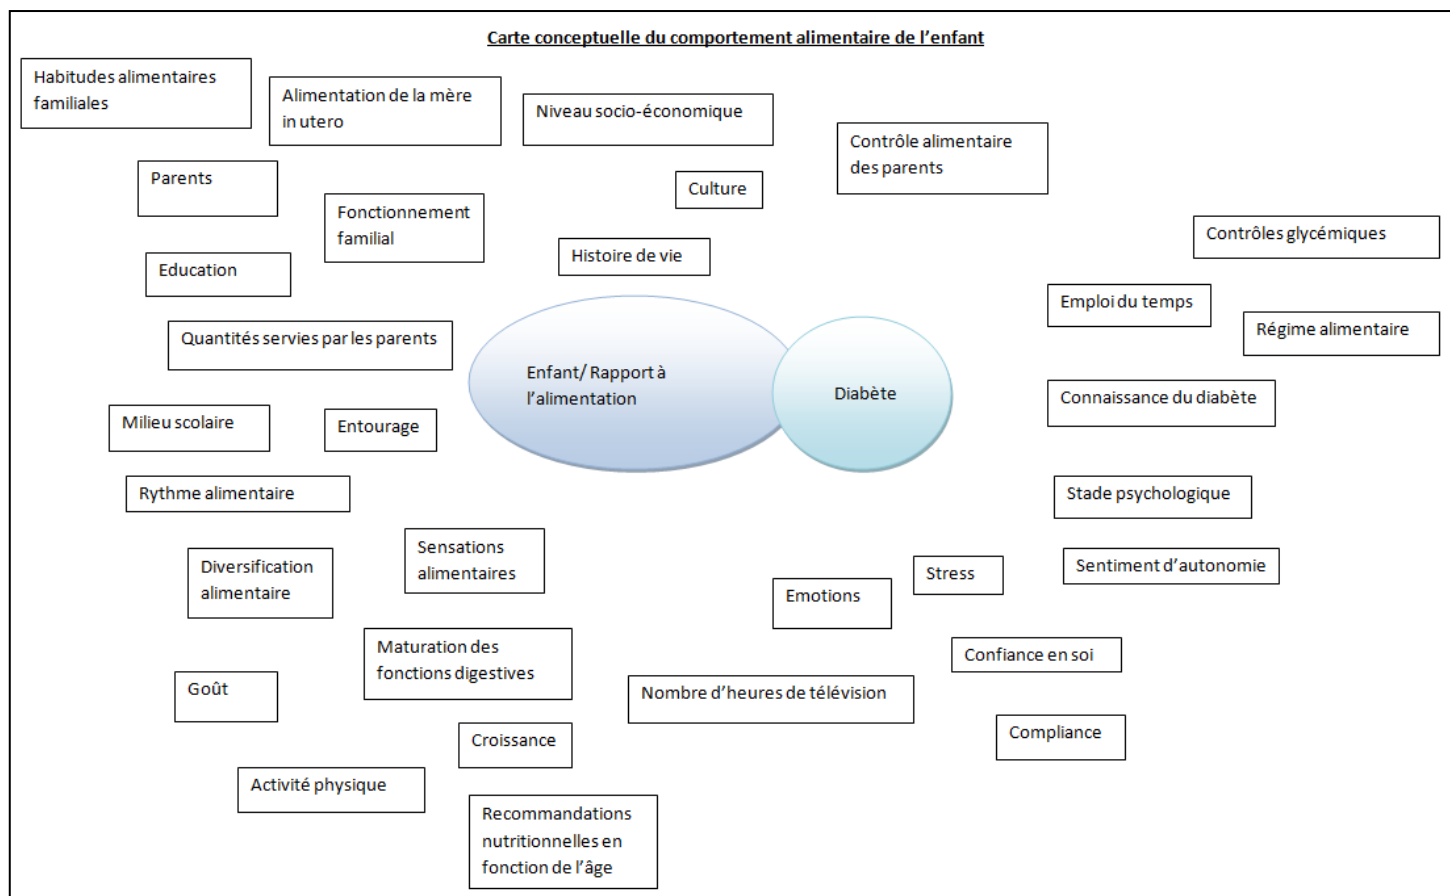 Carte conceptuelle du comportement alimentaire de l’enfant
Habitudes alimentaires
familiales
Alimentation de la mère
in utero
Niveau socio-économique
Contrôle alimentaire
des parents
Parents
Culture
Fonctionnement
familial
Contrôles glycémiques
Education
Histoire de vie
Emploi du temps
Régime alimentaire
Quantités servies par les parents
Enfant/ Rapport à
l’alimentation
Diabète
Connaissance du diabète
Milieu scolaire
Entourage
Rythme alimentaire
Stade psychologique
Sensations
alimentaires
Diversification
alimentaire
Stress
Sentiment d’autonomie
Emotions
Maturation des
fonctions digestives
Confiance en soi
Goût
Nombre d’heures de télévision
Croissance
Compliance
Activité physique
Recommandations
nutritionnelles en
fonction de l’âge